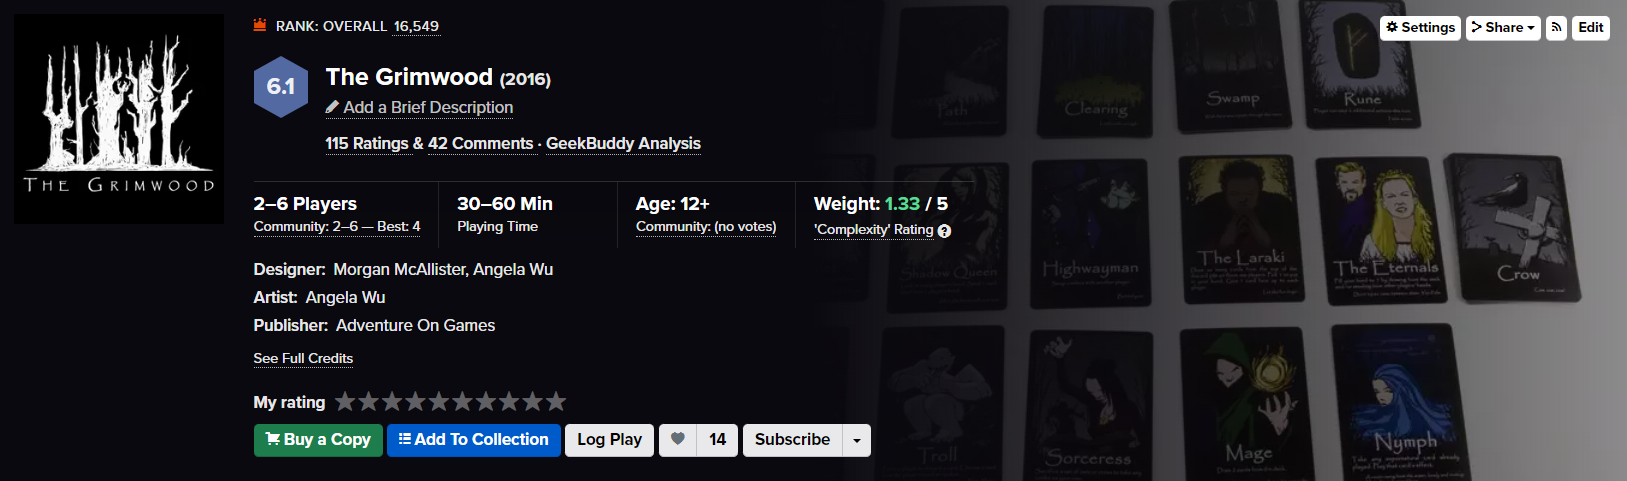 THE GRIMWOOD
RANK: OVERALL 16,549
6.1
The Grimwood (2016)
Add a Brief Description
115 Ratings & 42 Comments · GeekBuddy Analysis
2–6 Players
Community: 2–6 — Best: 4
30–60 Min
Playing Time
Age: 12+
Community: (no votes)
Weight: 1.33 / 5
'Complexity' Rating ?
Designer: Morgan McAllister, Angela Wu
Artist: Angela Wu
Publisher: Adventure On Games
See Full Credits
My rating
Buy a Copy
Add To Collection
Log Play
14
Subscribe
Settings
Share
Edit
Path
Clearing
Swamp
Rune
Shadow Queen
Highwayman
The Laraki
The Eternals
Crow
Troll
Sorceress
Mage
Nymph